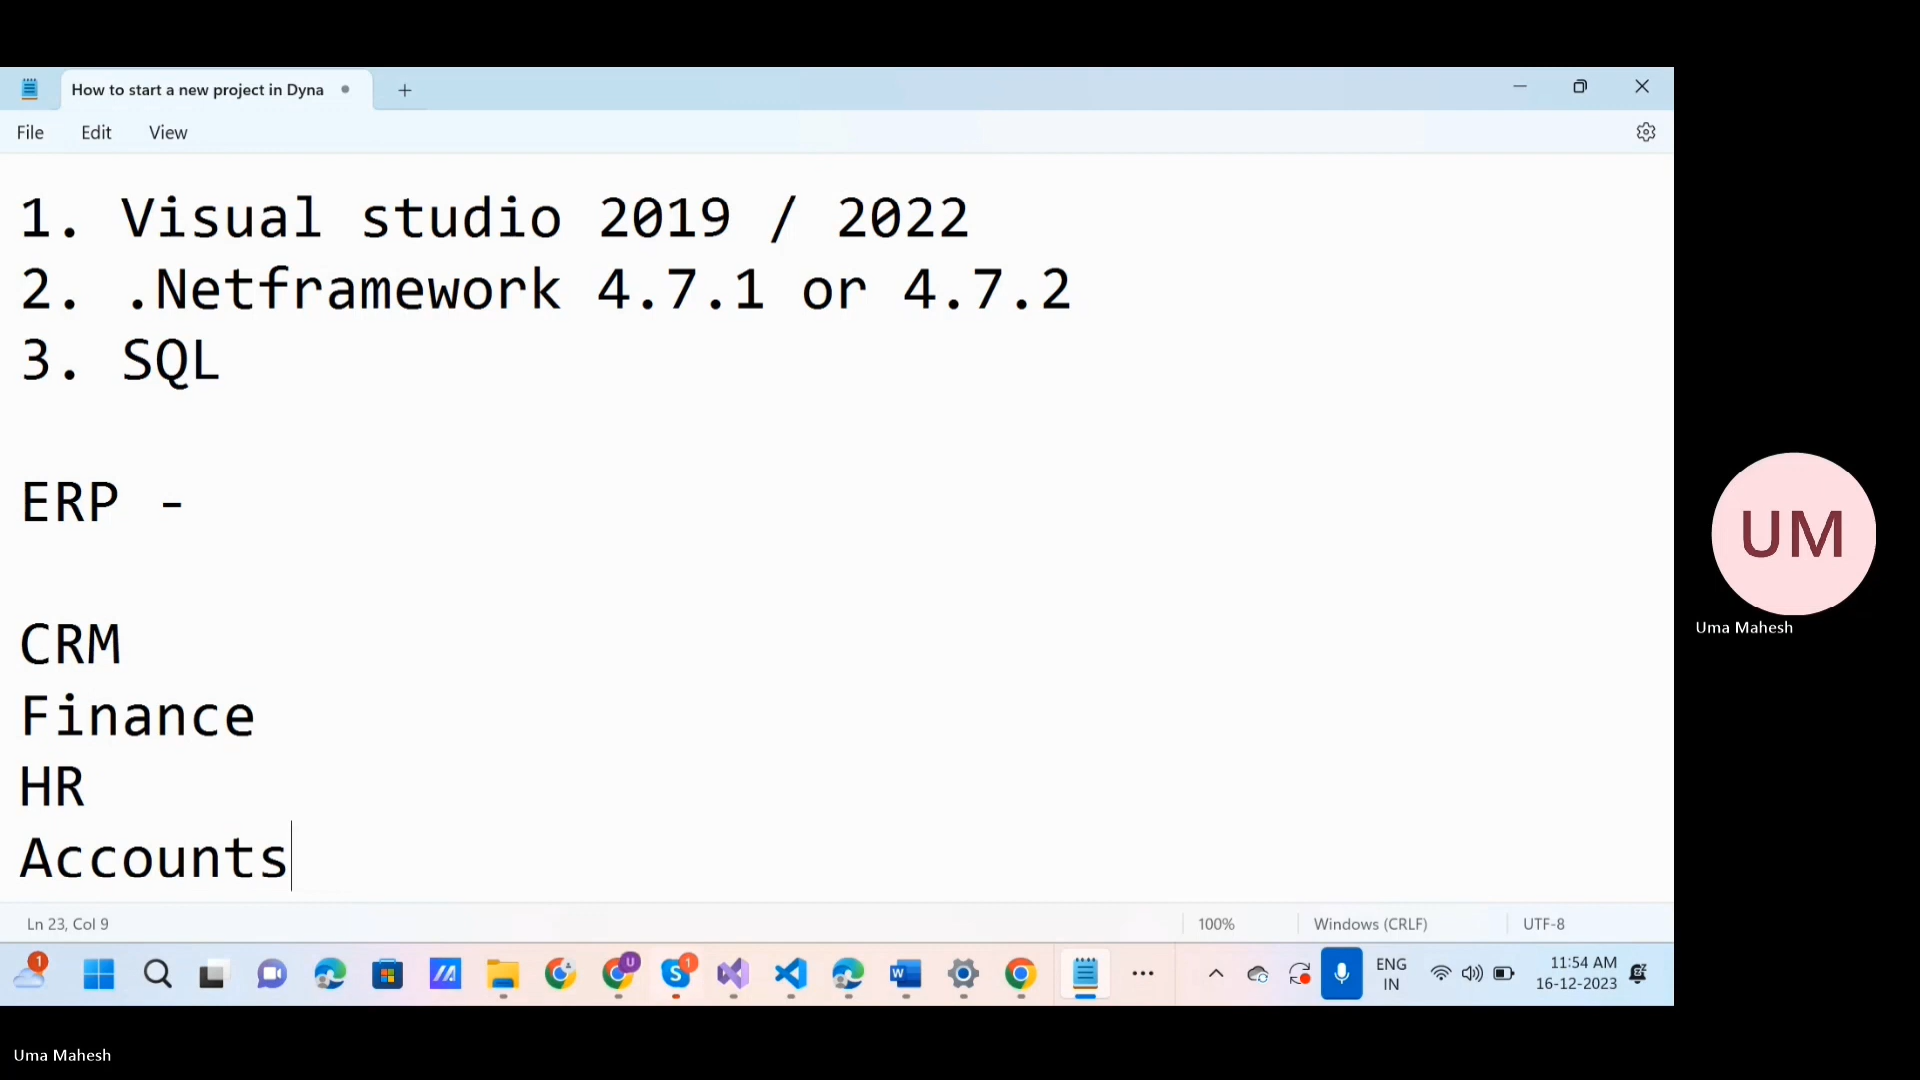 How to start a new project in Dyna
File Edit View
1. Visual studio 2019 / 2022
2. .Netframework 4.7.1 or 4.7.2
3. SQL
ERP -
CRM
Finance
HR
Accounts
UM
Uma Mahesh
Ln 23, Col 9
100%
Windows (CRLF)
UTF-8
1
U
S
1
W
ENG
IN
11:54 AM
16-12-2023
Uma Mahesh